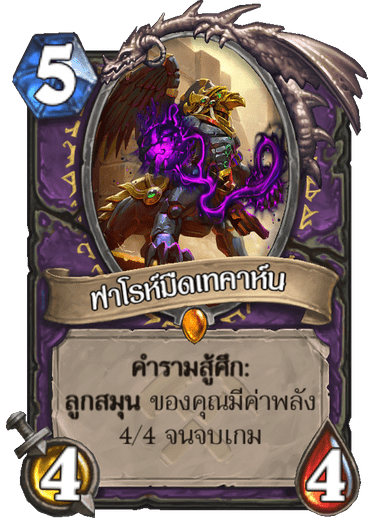 5
ฟาโรห์มืดเทคาห์น
คำรามสู้ศึก:
ลูกสมุน ของคุณมีค่าพลัง
4/4 จนจบเกม
4
4